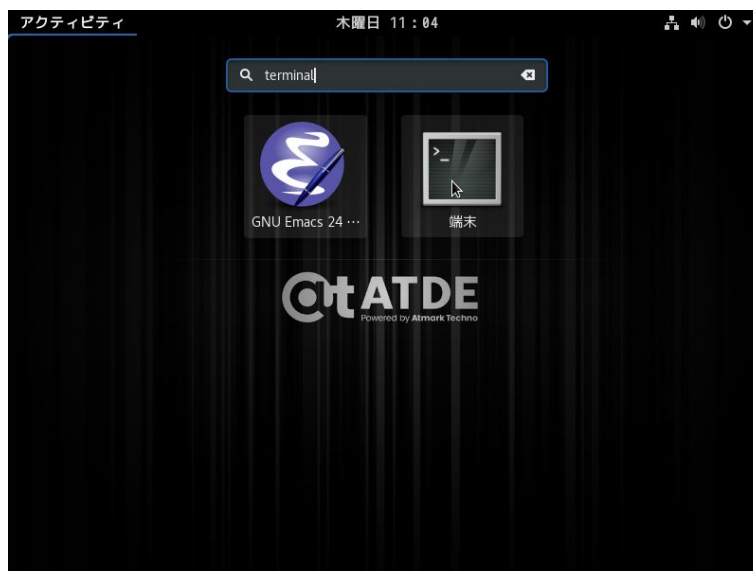 アクティビティ
木曜日 11：04
terminal
GNU Emacs 24 …
端末
@t ATDE
Powered by Atmark Techno